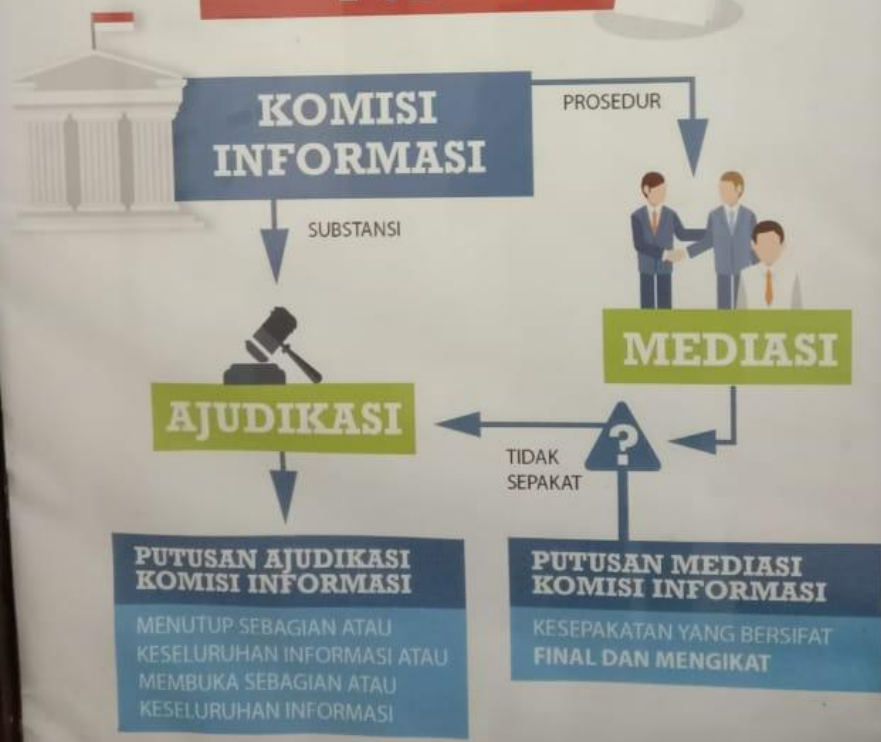 KOMISI
INFORMASI
PROSEDUR
SUBSTANSI
MEDIASI
AJUDIKASI
?
TIDAK
SEPAKAT
PUTUSAN AJUDIKASI
KOMISI INFORMASI
MENUTUP SEBAGIAN ATAU
KESELURUHAN INFORMASI ATAU
MEMBUKA SEBAGIAN ATAU
KESELURUHAN INFORMASI
PUTUSAN MEDIASI
KOMISI INFORMASI
KESEPAKATAN YANG BERSIFAT
FINAL DAN MENGIKAT